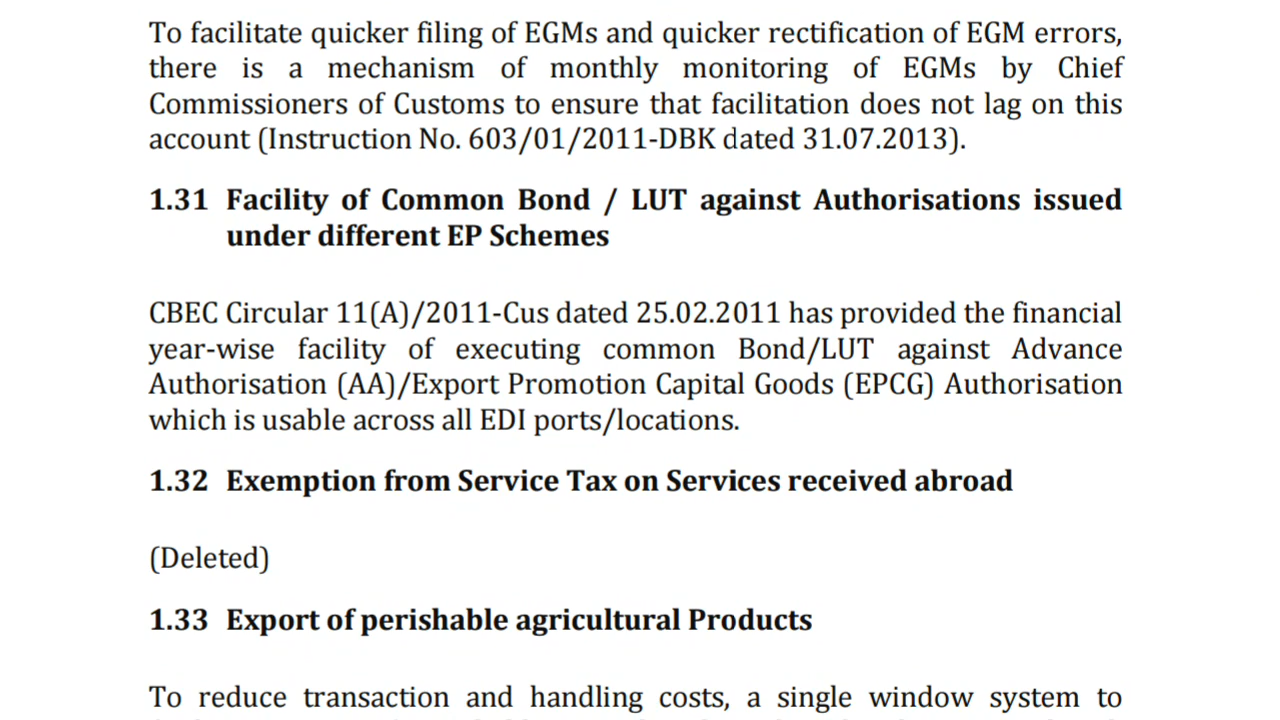 To facilitate quicker filing of EGMs and quicker rectification of EGM errors,
there is a mechanism of monthly monitoring of EGMs by Chief
Commissioners of Customs to ensure that facilitation does not lag on this
account (Instruction No. 603/01/2011-DBK dated 31.07.2013).
1.31 Facility of Common Bond / LUT against Authorisations issued
under different EP Schemes
CBEC Circular 11(A)/2011-Cus dated 25.02.2011 has provided the financial
year-wise facility of executing common Bond/LUT against Advance
Authorisation (AA)/Export Promotion Capital Goods (EPCG) Authorisation
which is usable across all EDI ports/locations.
1.32 Exemption from Service Tax on Services received abroad
(Deleted)
1.33 Export of perishable agricultural Products
To reduce transaction and handling costs, a single window system to